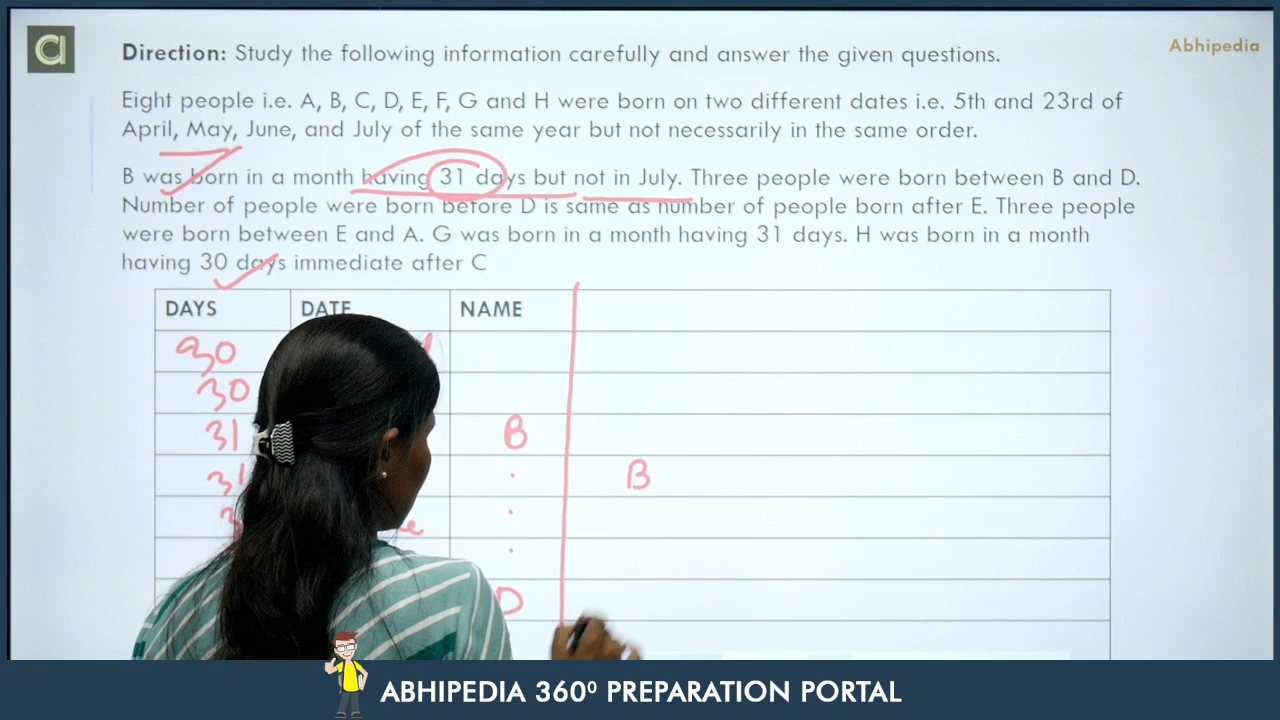 Abhipedia
Direction: Study the following information carefully and answer the given questions.
Eight people i.e. A, B, C, D, E, F, G and H were born on two different dates i.e. 5th and 23rd of
April, May, June, and July of the same year but not necessarily in the same order.
B was born in a month having 31 days but not in July. Three people were born between B and D.
Number of people were born before D is same as number of people born after E. Three people
were born between E and A. G was born in a month having 31 days. H was born in a month
having 30 days immediate after C
DAYS DATE NAME
30
30
31 B
31 B
D
ABHIPEDIA 360⁰ PREPARATION PORTAL